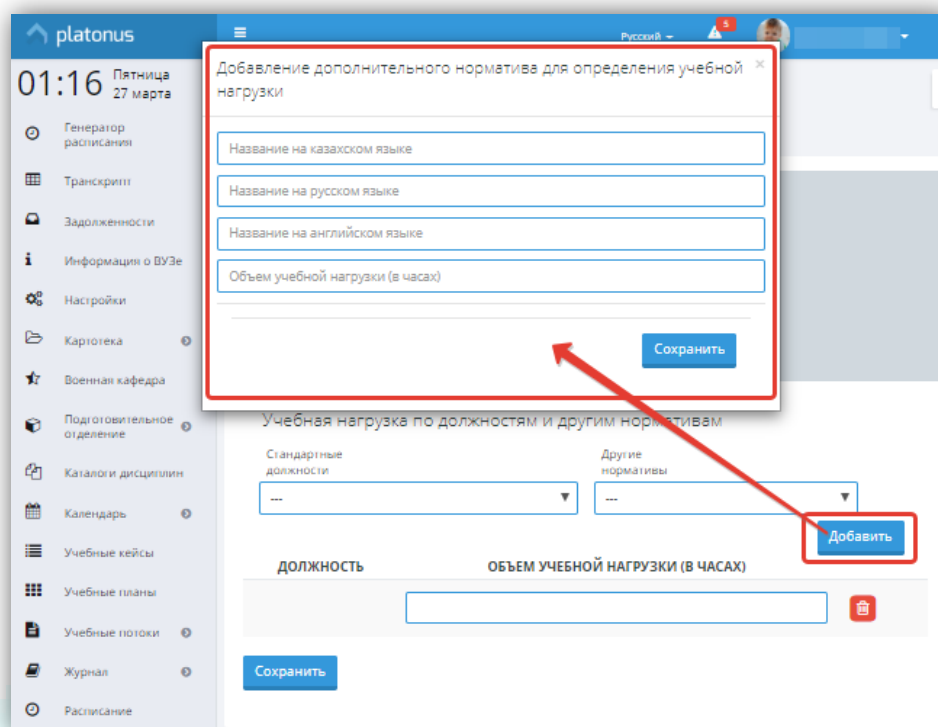 platonus
Русский
5
01:16 Пятница
27 марта
Генератор
расписания
Транскрипт
Задолженности
Информация о ВУЗе
Настройки
Картотека
Военная кафедра
Подготовительное
отделение
Каталоги дисциплин
Календарь
Учебные кейсы
Учебные планы
Учебные потоки
Журнал
Расписание
Добавление дополнительного норматива для определения учебной
нагрузки
×
Название на казахском языке
Название на русском языке
Название на английском языке
Объем учебной нагрузки (в часах)
Сохранить
Учебная нагрузка по должностям и другим нормативам
Стандартные
должности
---
Другие
нормативы
---
Добавить
ДОЛЖНОСТЬ
ОБЪЕМ УЧЕБНОЙ НАГРУЗКИ (В ЧАСАХ)
Сохранить